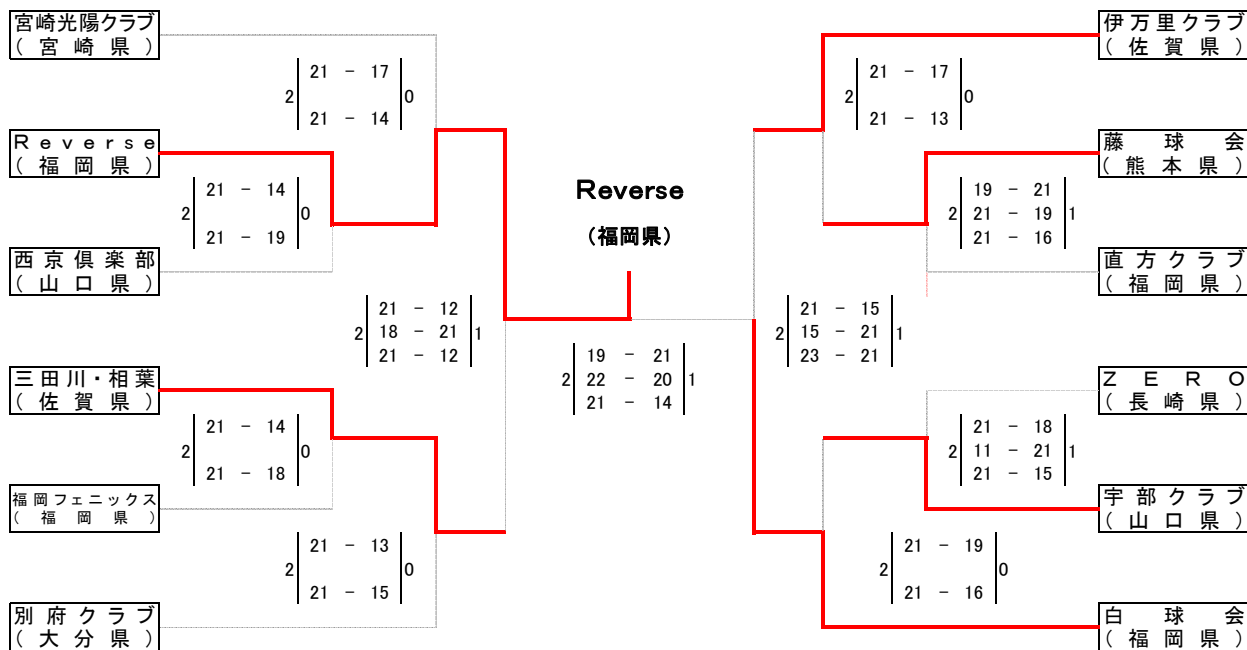 宮崎光陽クラブ
(宮崎県)
2 21 - 17 0
21 - 14
Reverse
(福岡県)
2 21 - 14 0
21 - 19
西京倶楽部
(山口県)
2 21 - 12 1
18 - 21
21 - 12
三田川・相葉
(佐賀県)
2 21 - 14 0
21 - 18
福岡フェニックス
(福岡県)
2 21 - 13 0
21 - 15
別府クラブ
(大分県)
Reverse
(福岡県)
2 19 - 21 1
22 - 20
21 - 14
伊万里クラブ
(佐賀県)
2 21 - 17 0
21 - 13
藤球会
(熊本県)
2 19 - 21 1
21 - 19
21 - 16
直方クラブ
(福岡県)
2 21 - 15 1
15 - 21
23 - 21
ZERO
(長崎県)
2 21 - 18 1
11 - 21
21 - 15
宇部クラブ
(山口県)
2 21 - 19 0
21 - 16
白球会
(福岡県)